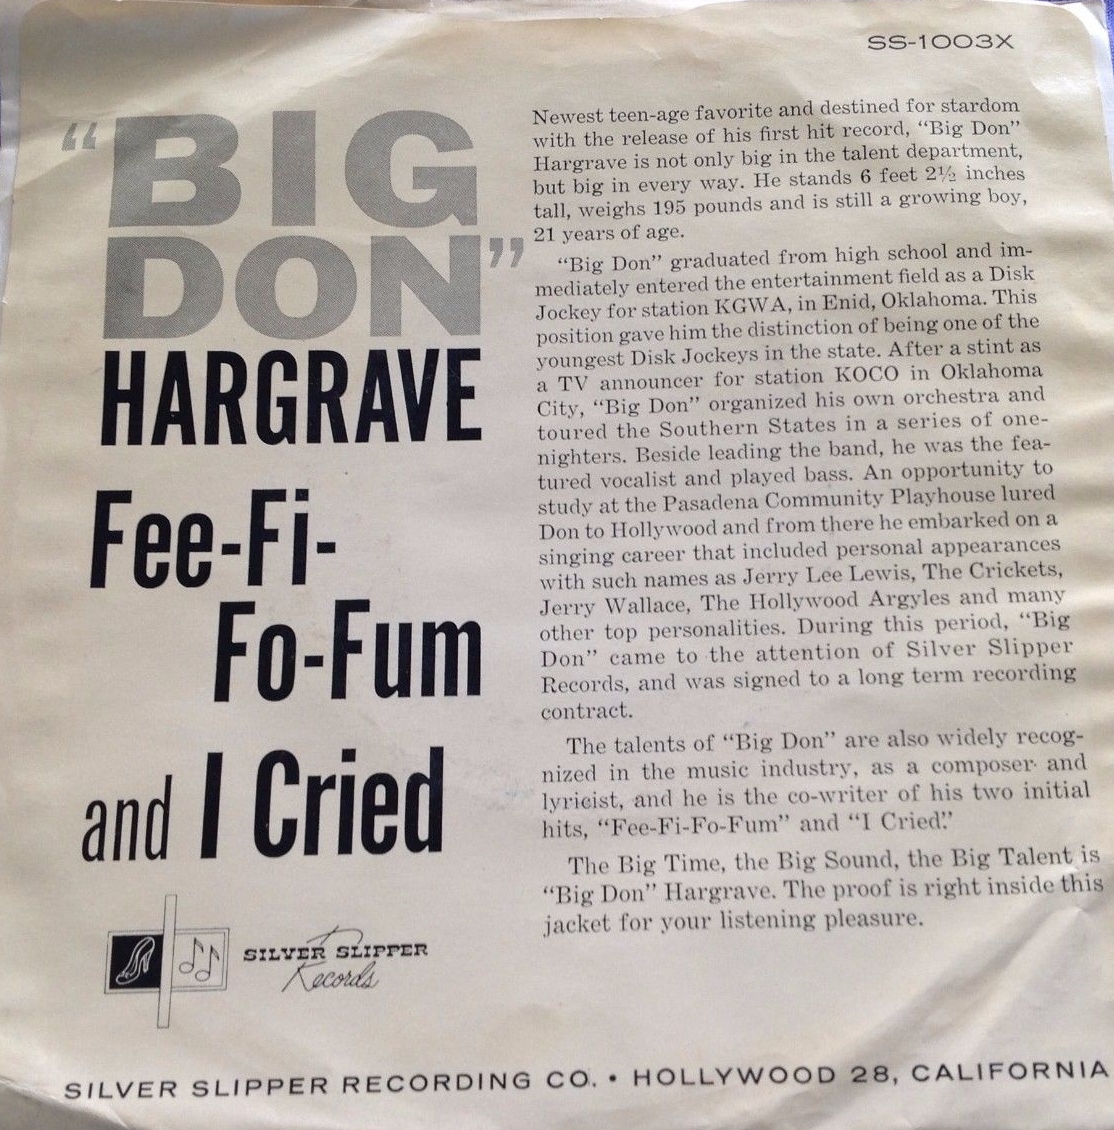 SS-1003X
“BIG
DON”
HARGRAVE
Fee-Fi-
Fo-Fum
and I Cried
SILVER SLIPPER
Records
Newest teen-age favorite and destined for stardom
with the release of his first hit record, “Big Don”
Hargrave is not only big in the talent department,
but big in every way. He stands 6 feet 2½ inches
tall, weighs 195 pounds and is still a growing boy,
21 years of age.
“Big Don” graduated from high school and im-
mediately entered the entertainment field as a Disk
Jockey for station KGWA, in Enid, Oklahoma. This
position gave him the distinction of being one of the
youngest Disk Jockeys in the state. After a stint as
a TV announcer for station KOCO in Oklahoma
City, “Big Don” organized his own orchestra and
toured the Southern States in a series of one-
nighters. Beside leading the band, he was the fea-
tured vocalist and played bass. An opportunity to
study at the Pasadena Community Playhouse lured
Don to Hollywood and from there he embarked on a
singing career that included personal appearances
with such names as Jerry Lee Lewis, The Crickets,
Jerry Wallace, The Hollywood Argyles and many
other top personalities. During this period, “Big
Don” came to the attention of Silver Slipper
Records, and was signed to a long term recording
contract.
The talents of “Big Don” are also widely recog-
nized in the music industry, as a composer and
lyricist, and he is the co-writer of his two initial
hits, “Fee-Fi-Fo-Fum” and “I Cried.”
The Big Time, the Big Sound, the Big Talent is
“Big Don” Hargrave. The proof is right inside this
jacket for your listening pleasure.
SILVER SLIPPER RECORDING CO. • HOLLYWOOD 28, CALIFORNIA